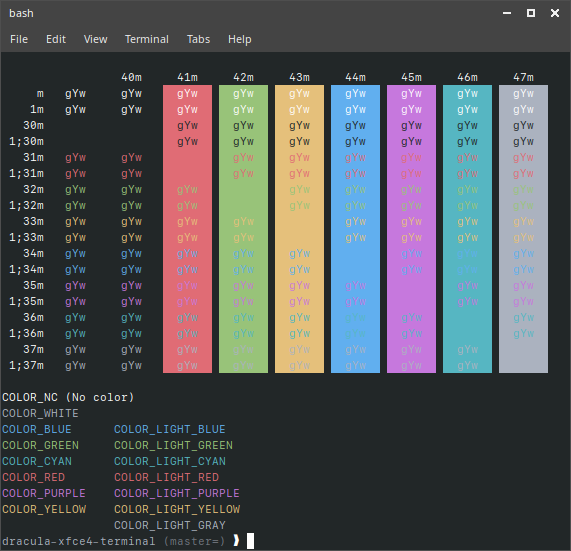 bash
File Edit View Terminal Tabs Help
40m 41m 42m 43m 44m 45m 46m 47m
m gYw gYw gYw gYw gYw gYw gYw gYw gYw
1m gYw gYw gYw gYw gYw gYw gYw gYw gYw
30m gYw gYw gYw gYw gYw gYw gYw
1;30m gYw gYw gYw gYw gYw gYw gYw
31m gYw gYw gYw gYw gYw gYw gYw gYw
1;31m gYw gYw gYw gYw gYw gYw gYw gYw
32m gYw gYw gYw gYw gYw gYw gYw gYw
1;32m gYw gYw gYw gYw gYw gYw gYw gYw
33m gYw gYw gYw gYw gYw gYw gYw gYw
1;33m gYw gYw gYw gYw gYw gYw gYw gYw
34m gYw gYw gYw gYw gYw gYw gYw gYw
1;34m gYw gYw gYw gYw gYw gYw gYw gYw
35m gYw gYw gYw gYw gYw gYw gYw gYw
1;35m gYw gYw gYw gYw gYw gYw gYw gYw
36m gYw gYw gYw gYw gYw gYw gYw gYw
1;36m gYw gYw gYw gYw gYw gYw gYw gYw
37m gYw gYw gYw gYw gYw gYw gYw gYw
1;37m gYw gYw gYw gYw gYw gYw gYw gYw
COLOR_NC (No color)
COLOR_WHITE
COLOR_BLUE COLOR_LIGHT_BLUE
COLOR_GREEN COLOR_LIGHT_GREEN
COLOR_CYAN COLOR_LIGHT_CYAN
COLOR_RED COLOR_LIGHT_RED
COLOR_PURPLE COLOR_LIGHT_PURPLE
COLOR_YELLOW COLOR_LIGHT_YELLOW
COLOR_LIGHT_GRAY
dracula-xfce4-terminal (master=) ❱